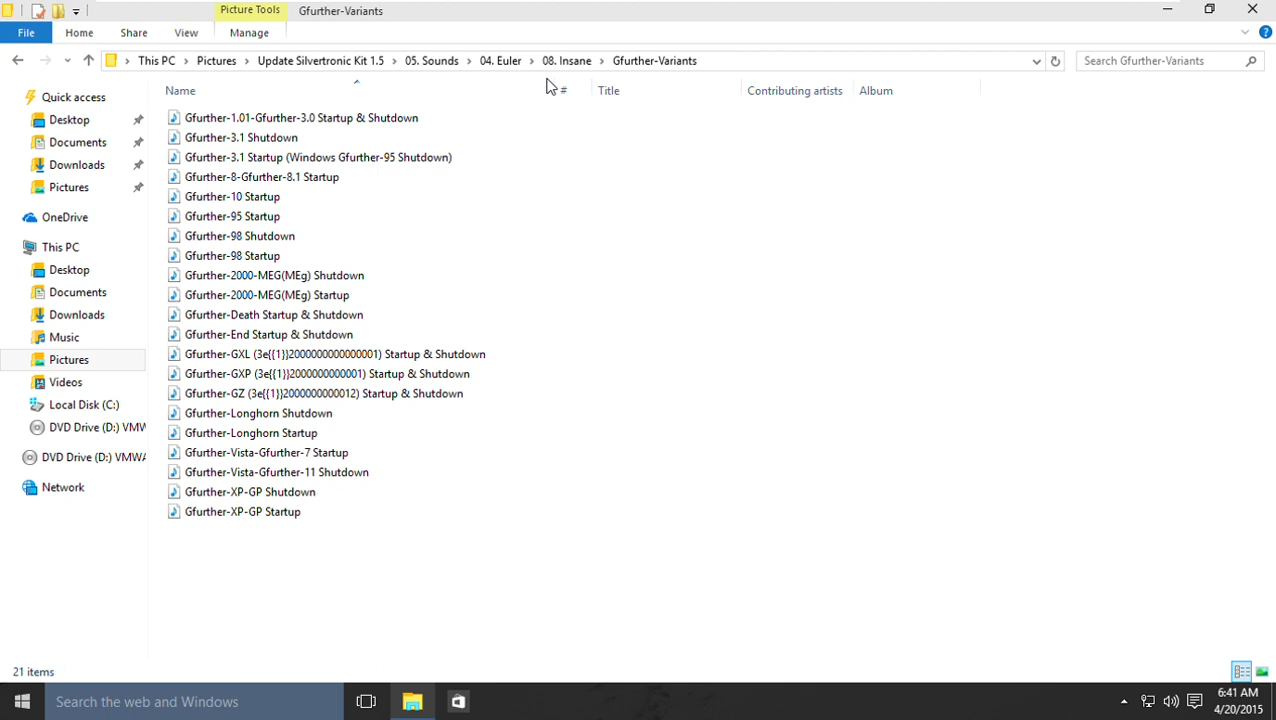 Picture Tools Gfurther-Variants
File Home Share View Manage
This PC › Pictures › Update Silvertronic Kit 1.5 › 05. Sounds › 04. Euler › 08. Insane › Gfurther-Variants Search Gfurther-Variants
Name # Title Contributing artists Album
Quick access
Desktop
Documents
Downloads
Pictures
OneDrive
This PC
Desktop
Documents
Downloads
Music
Pictures
Videos
Local Disk (C:)
DVD Drive (D:) VMWA
DVD Drive (D:) VMWA
Network
Gfurther-1.01-Gfurther-3.0 Startup & Shutdown
Gfurther-3.1 Shutdown
Gfurther-3.1 Startup (Windows Gfurther-95 Shutdown)
Gfurther-8-Gfurther-8.1 Startup
Gfurther-10 Startup
Gfurther-95 Startup
Gfurther-98 Shutdown
Gfurther-98 Startup
Gfurther-2000-MEG(MEg) Shutdown
Gfurther-2000-MEG(MEg) Startup
Gfurther-Death Startup & Shutdown
Gfurther-End Startup & Shutdown
Gfurther-GXL (3e{{1}}2000000000000001) Startup & Shutdown
Gfurther-GXP (3e{{1}}2000000000001) Startup & Shutdown
Gfurther-GZ (3e{{1}}200000000012) Startup & Shutdown
Gfurther-Longhorn Shutdown
Gfurther-Longhorn Startup
Gfurther-Vista-Gfurther-7 Startup
Gfurther-Vista-Gfurther-11 Shutdown
Gfurther-XP-GP Shutdown
Gfurther-XP-GP Startup
21 items
Search the web and Windows
6:41 AM
4/20/2015